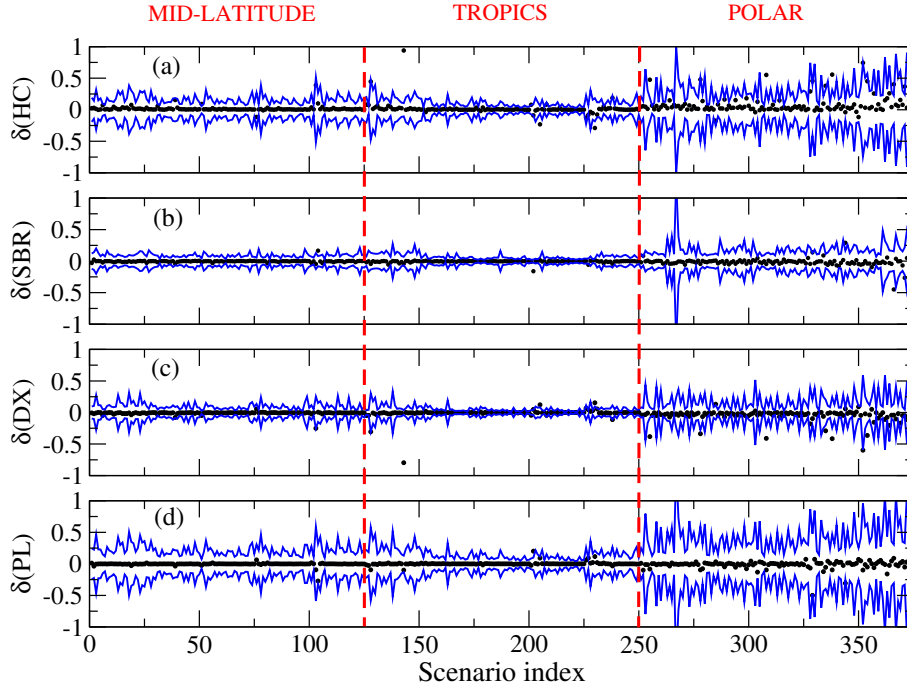 MID-LATITUDE TROPICS POLAR
1
0.5
0
-0.5
-1
δ(HC)
(a)
0.5
0
-0.5
-1
δ(SBR)
(b)
1
0.5
0
-0.5
-1
δ(DX)
(c)
1
0.5
0
-0.5
-1
δ(PL)
(d)
0 50 100 150 200 250 300 350
Scenario index